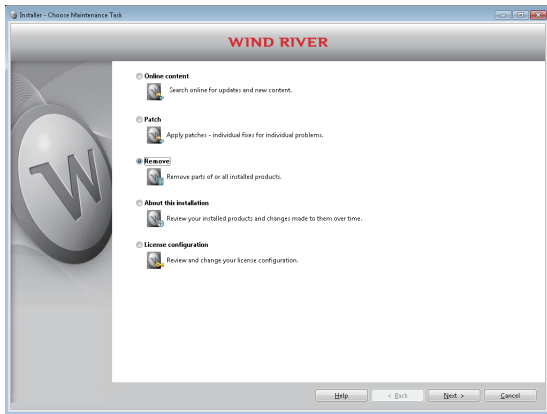 Installer - Choose Maintenance Task
WIND RIVER
Online content
Search online for updates and new content.
Patch
Apply patches - individual fixes for individual problems.
Remove
Remove parts of or all installed products.
About this installation
Review your installed products and changes made to them over time.
License configuration
Review and change your license configuration.
W
Help < Back Next > Cancel